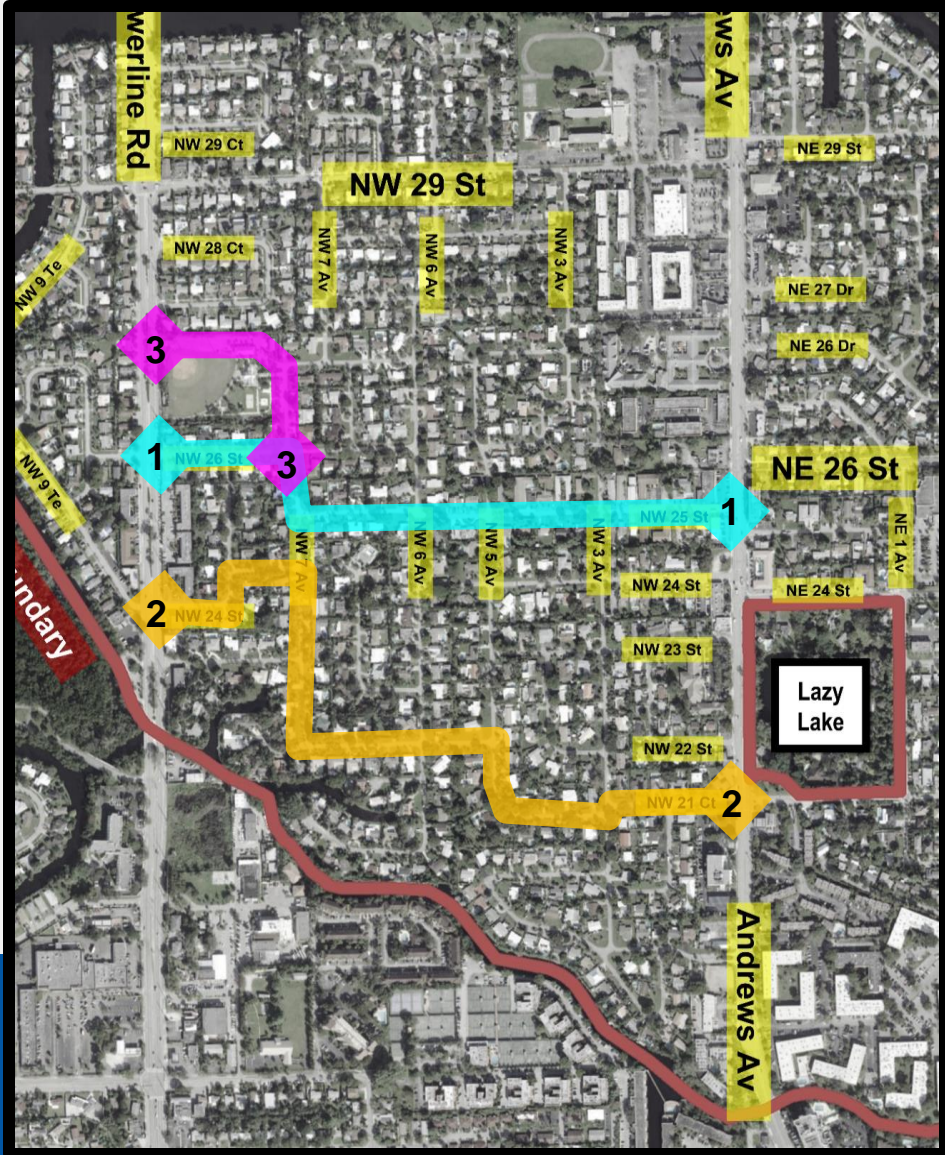 werline Rd
ews Av
NW 29 Ct
NE 29 St
NW 29 St
NW 28 Ct
NW 7 Av
NW 6 Av
NW 3 Av
NW 9 Te
NE 27 Dr
NE 26 Dr
3
1
NW 26 St
3
NE 26 St
NW 9 Te
NW 25 St
1
NE 1 Av
NW 7 Av
NW 6 Av
NW 5 Av
NW 3 Av
NW 24 St
NE 24 St
2
NW 24 St
undary
NW 23 St
Lazy
Lake
NW 22 St
NW 21 Ct
2
Andrews Av